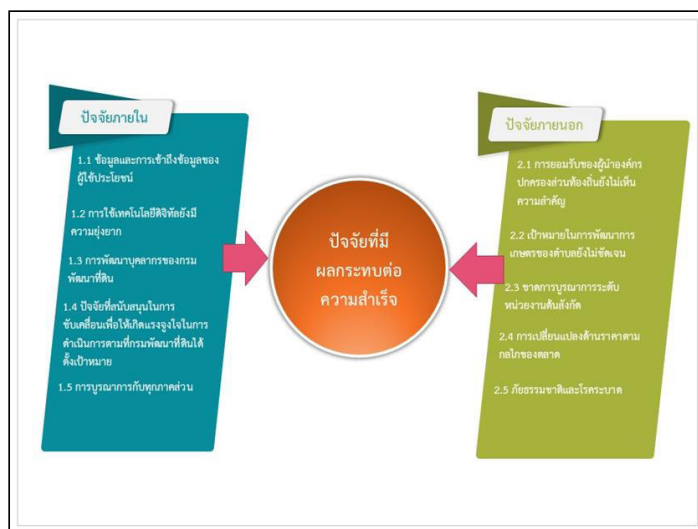 ปัจจัยภายใน
1.1 ข้อมูลและการเข้าถึงข้อมูลของ
ผู้ใช้ประโยชน์
1.2 การใช้เทคโนโลยีดิจิทัลยังมี
ความยุ่งยาก
1.3 การพัฒนาบุคลากรของกรม
พัฒนาที่ดิน
1.4 ปัจจัยที่สนับสนุนในการ
ขับเคลื่อนเพื่อให้เกิดแรงจูงใจในการ
ดำเนินการตามที่กรมพัฒนาที่ดินได้
ตั้งเป้าหมาย
1.5 การบูรณาการกับทุกภาคส่วน
ปัจจัยที่มี
ผลกระทบต่อ
ความสำเร็จ
ปัจจัยภายนอก
2.1 การยอมรับของผู้นำองค์กร
ปกครองส่วนท้องถิ่นยังไม่เห็น
ความสำคัญ
2.2 เป้าหมายในการพัฒนาการ
เกษตรของตำบลยังไม่ชัดเจน
2.3 ขาดการบูรณาการระดับ
หน่วยงานต้นสังกัด
2.4 การเปลี่ยนแปลงด้านราคาตาม
กลไกของตลาด
2.5 ภัยธรรมชาติและโรคระบาด